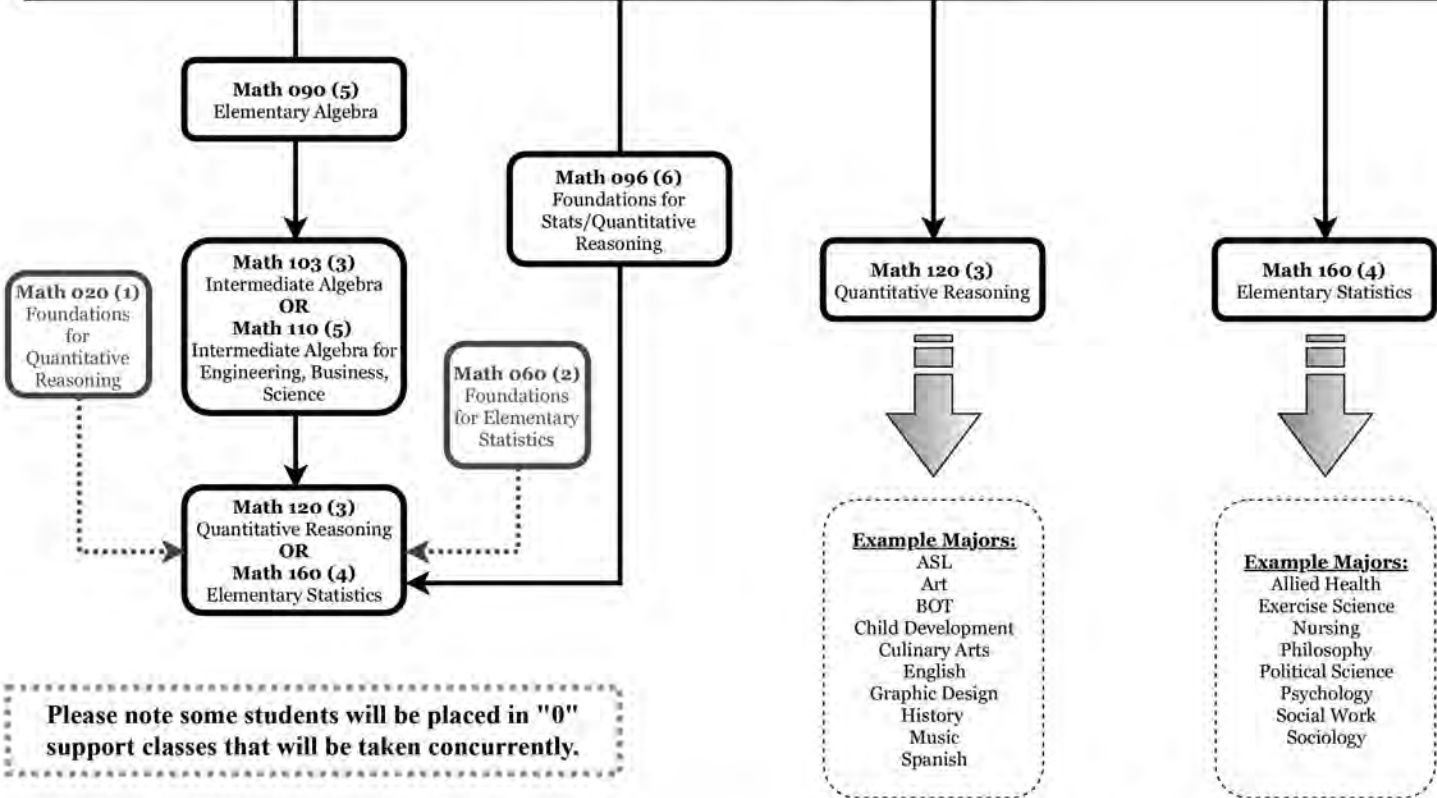 Math 090 (5)
Elementary Algebra
Math 096 (6)
Foundations for
Stats/Quantitative
Reasoning
Math 020 (1)
Foundations
for
Quantitative
Reasoning
Math 103 (3)
Intermediate Algebra
OR
Math 110 (5)
Intermediate Algebra for
Engineering, Business,
Science
Math 060 (2)
Foundations
for Elementary
Statistics
Math 120 (3)
Quantitative Reasoning
OR
Math 160 (4)
Elementary Statistics
Please note some students will be placed in "0"
support classes that will be taken concurrently.
Math 120 (3)
Quantitative Reasoning
Example Majors:
ASL
Art
BOT
Child Development
Culinary Arts
English
Graphic Design
History
Music
Spanish
Math 160 (4)
Elementary Statistics
Example Majors:
Allied Health
Exercise Science
Nursing
Philosophy
Political Science
Psychology
Social Work
Sociology